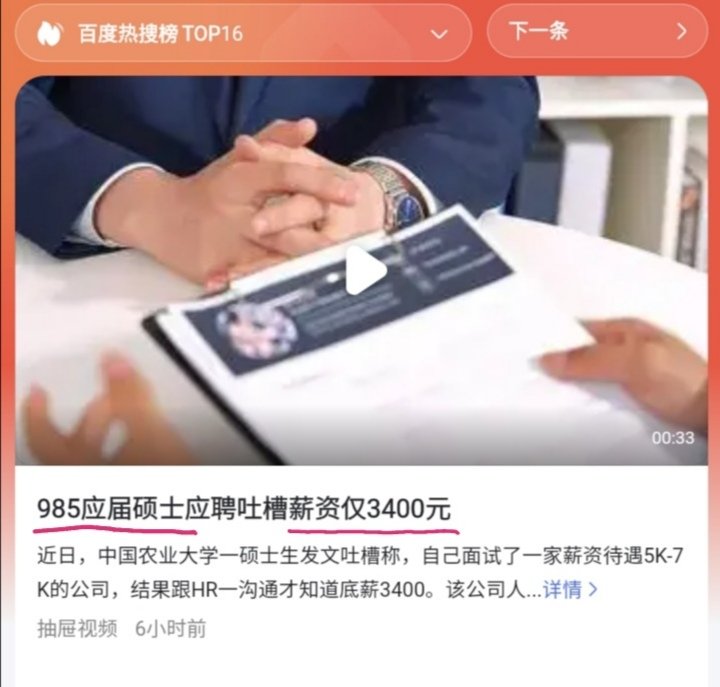 百度热搜榜 TOP16
下一条
00:33
985应届硕士应聘吐槽薪资仅3400元
近日，中国农业大学一硕士生发文吐槽称，自己面试了一家薪资待遇5K-7
K的公司，结果跟HR一沟通才知道底薪3400。该公司人...详情 >
抽屉视频 6小时前